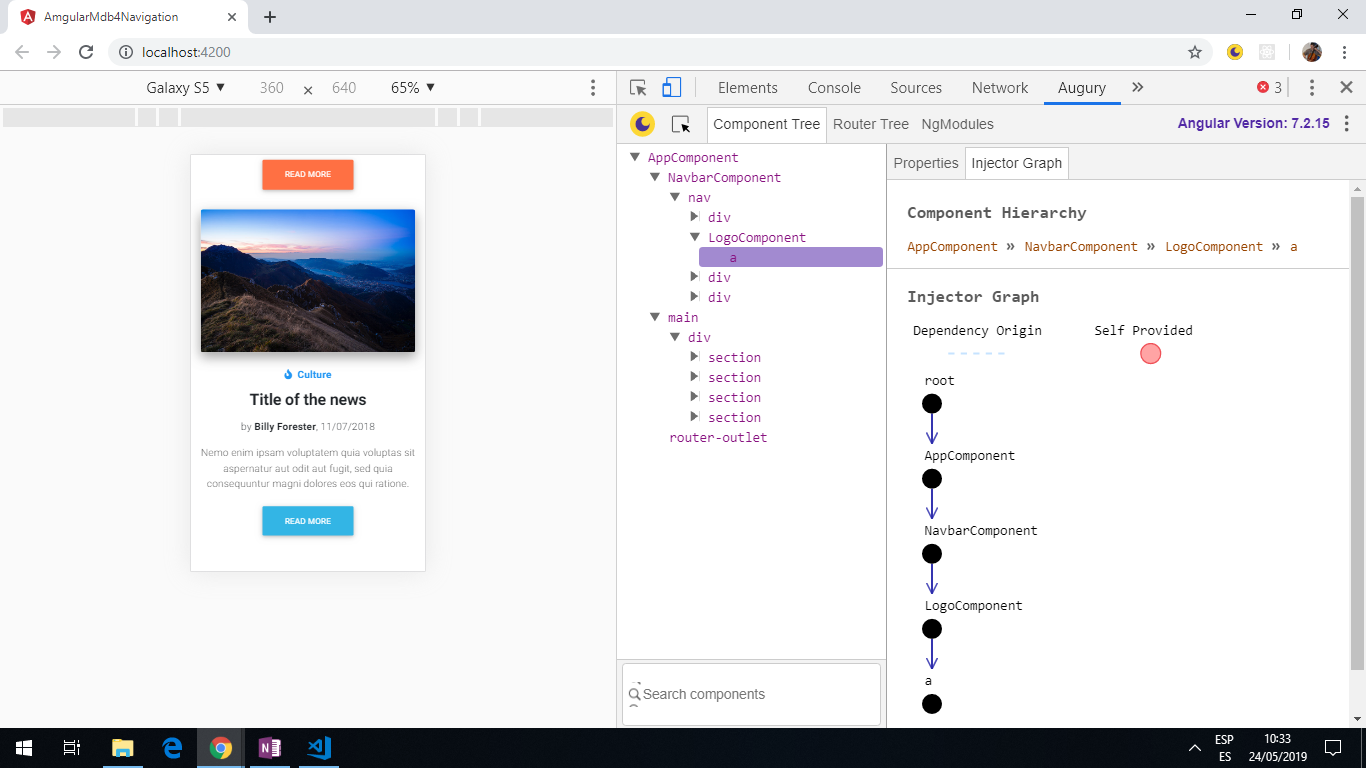 AmgularMdb4Navigation
localhost:4200
Galaxy S5 ▼ 360 × 640 65% ▼
Elements Console Sources Network Augury » 3
Component Tree Router Tree NgModules Angular Version: 7.2.15
READ MORE
Culture
Title of the news
by Billy Forester, 11/07/2018
Nemo enim ipsam voluptatem quia voluptas sit
aspernatur aut odit aut fugit, sed quia
consequuntur magni dolores eos qui ratione.
READ MORE
AppComponent
NavbarComponent
nav
div
LogoComponent
a
div
div
main
div
section
section
section
section
router-outlet
Search components
Properties Injector Graph
Component Hierarchy
AppComponent » NavbarComponent » LogoComponent » a
Injector Graph
Dependency Origin Self Provided
root
AppComponent
NavbarComponent
LogoComponent
a
ESP 10:33
ES 24/05/2019